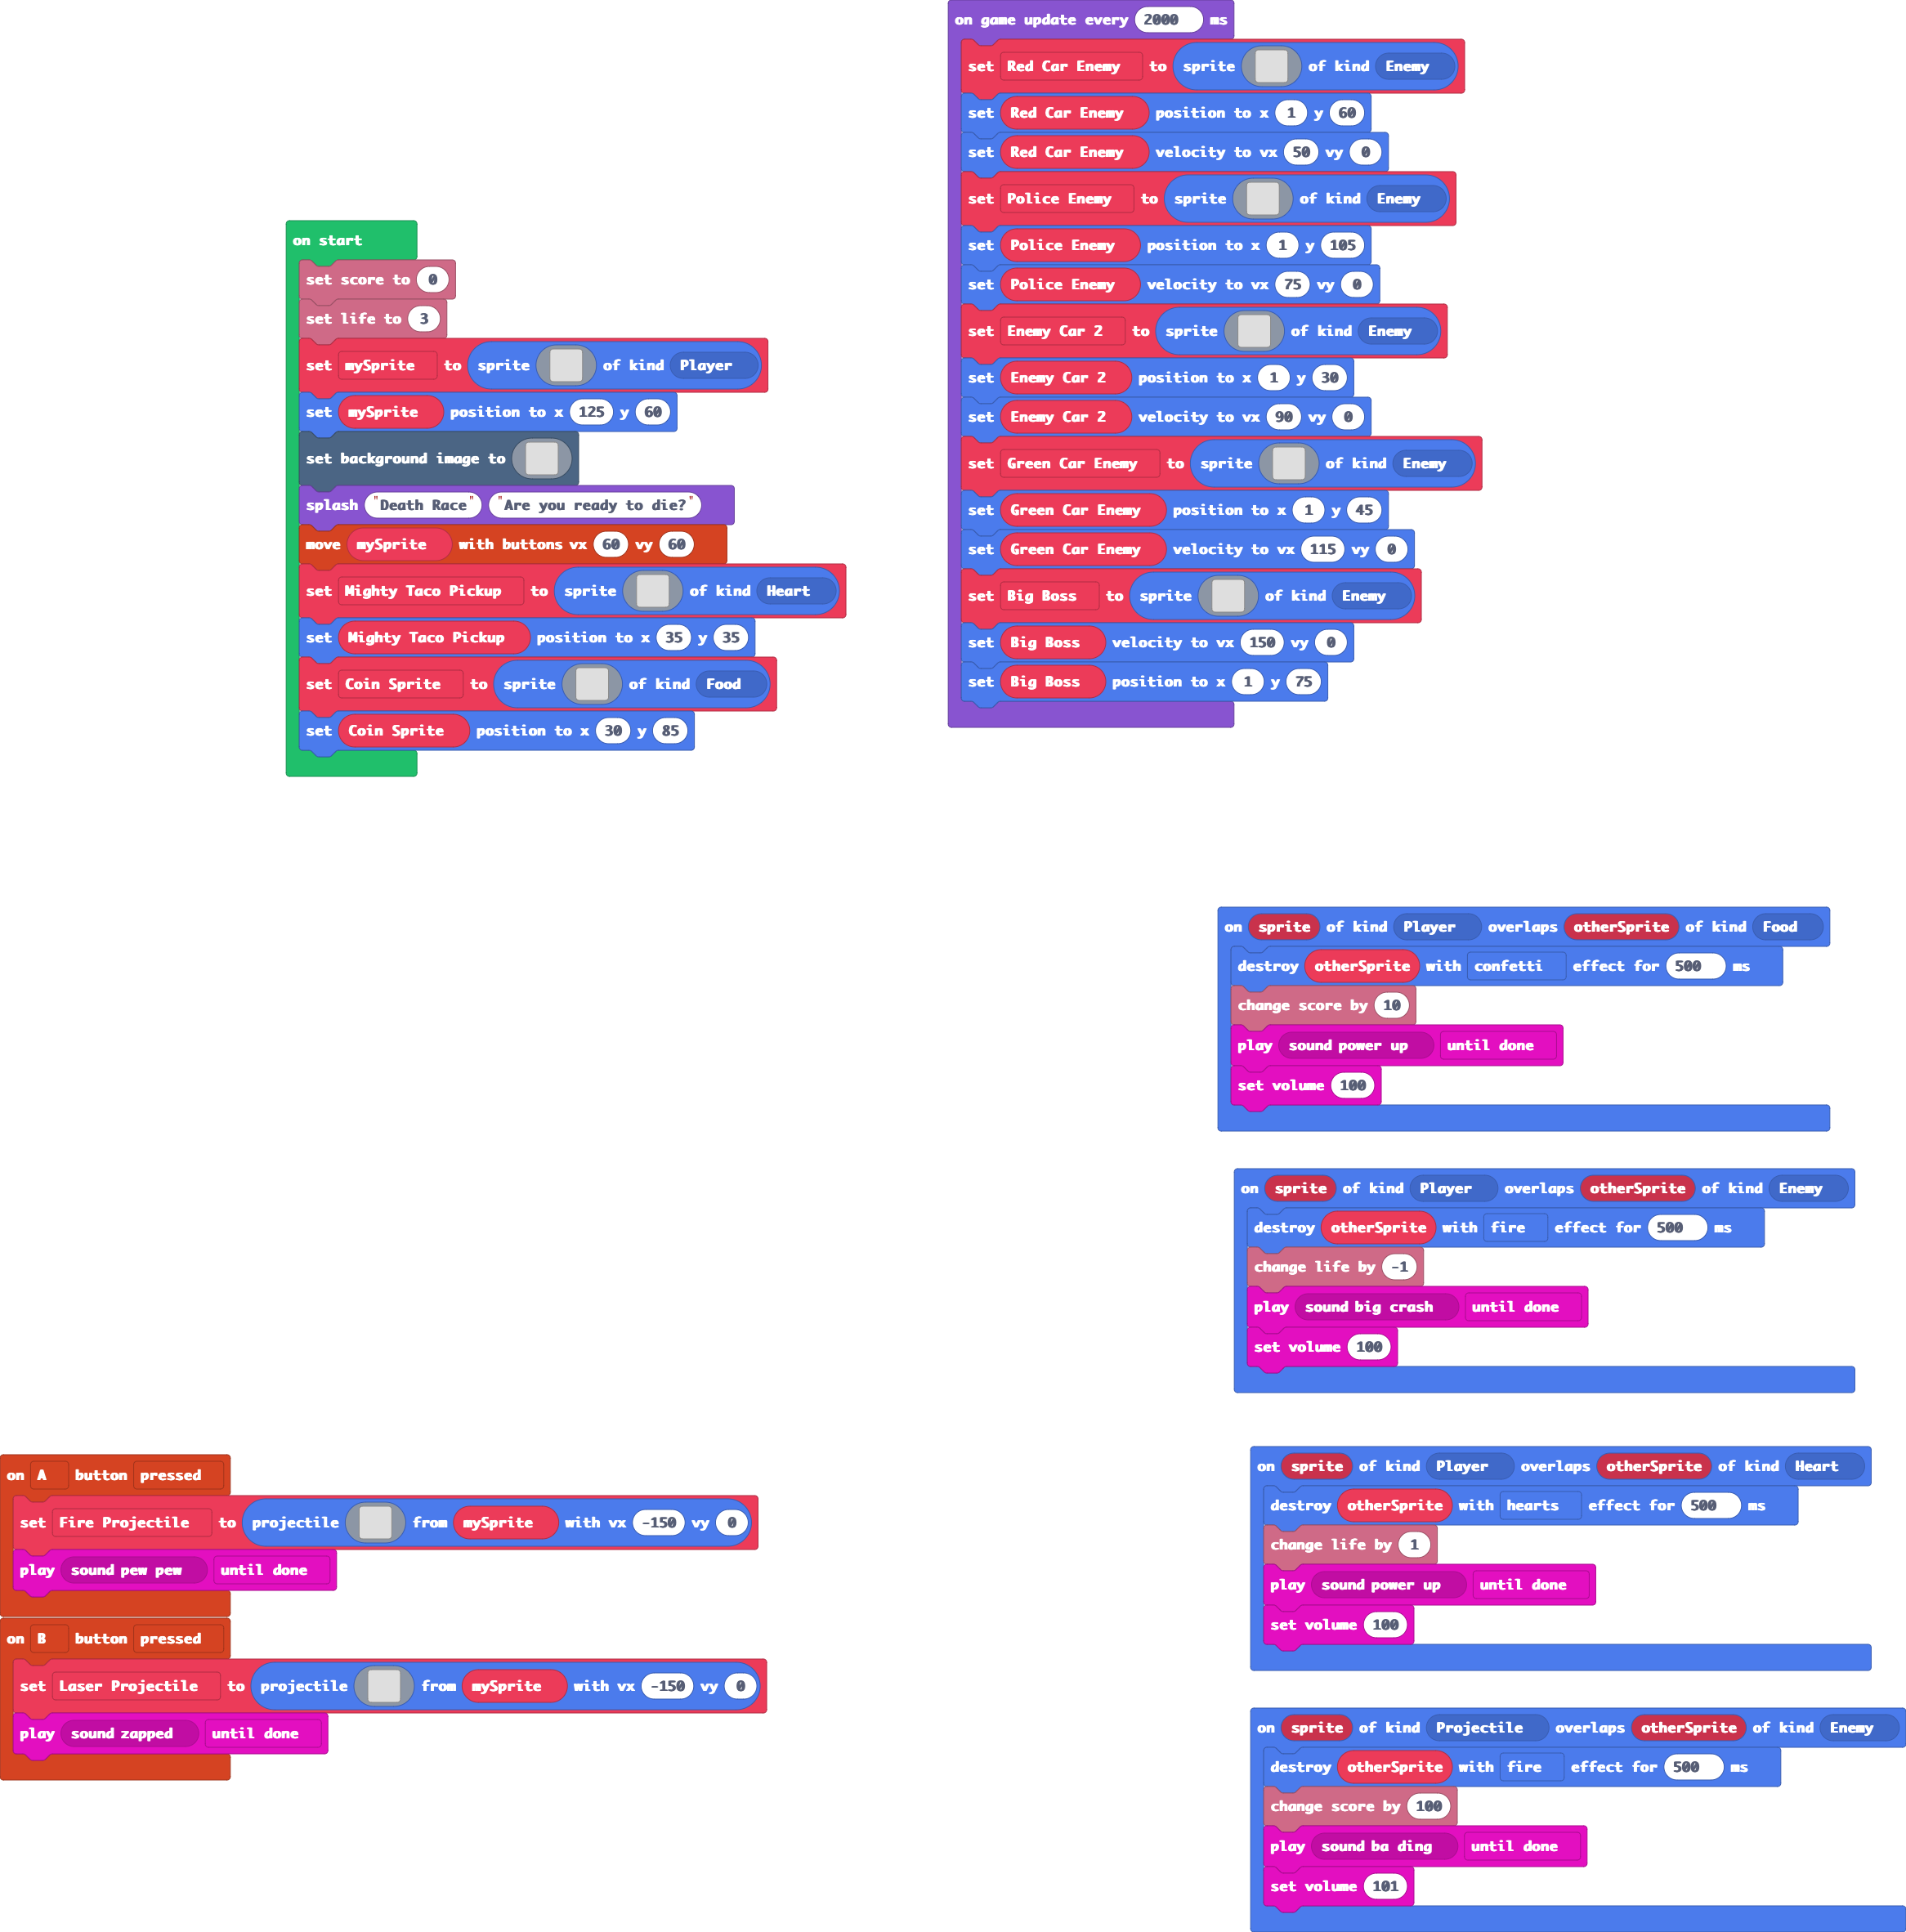 on start
set score to 0
set life to 3
set mySprite to sprite of kind Player
set mySprite position to x 125 y 60
set background image to
splash "Death Race" "Are you ready to die?"
move mySprite with buttons vx 60 vy 60
set Mighty Taco Pickup to sprite of kind Heart
set Mighty Taco Pickup position to x 35 y 35
set Coin Sprite to sprite of kind Food
set Coin Sprite position to x 30 y 85
on game update every 2000 ms
set Red Car Enemy to sprite of kind Enemy
set Red Car Enemy position to x 1 y 60
set Red Car Enemy velocity to vx 50 vy 0
set Police Enemy to sprite of kind Enemy
set Police Enemy position to x 1 y 105
set Police Enemy velocity to vx 75 vy 0
set Enemy Car 2 to sprite of kind Enemy
set Enemy Car 2 position to x 1 y 30
set Enemy Car 2 velocity to vx 90 vy 0
set Green Car Enemy to sprite of kind Enemy
set Green Car Enemy position to x 1 y 45
set Green Car Enemy velocity to vx 115 vy 0
set Big Boss to sprite of kind Enemy
set Big Boss velocity to vx 150 vy 0
set Big Boss position to x 1 y 75
on sprite of kind Player overlaps otherSprite of kind Food
destroy otherSprite with confetti effect for 500 ms
change score by 10
play sound power up until done
set volume 100
on sprite of kind Player overlaps otherSprite of kind Enemy
destroy otherSprite with fire effect for 500 ms
change life by -1
play sound big crash until done
set volume 100
on A button pressed
set Fire Projectile to projectile from mySprite with vx -150 vy 0
play sound pew pew until done
on B button pressed
set Laser Projectile to projectile from mySprite with vx -150 vy 0
play sound zapped until done
on sprite of kind Player overlaps otherSprite of kind Heart
destroy otherSprite with hearts effect for 500 ms
change life by 1
play sound power up until done
set volume 100
on sprite of kind Projectile overlaps otherSprite of kind Enemy
destroy otherSprite with fire effect for 500 ms
change score by 100
play sound ba ding until done
set volume 101